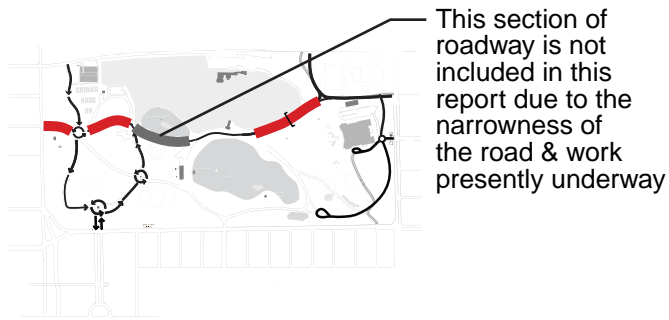 This section of
roadway is not
included in this
report due to the
narrowness of
the road & work
presently underway